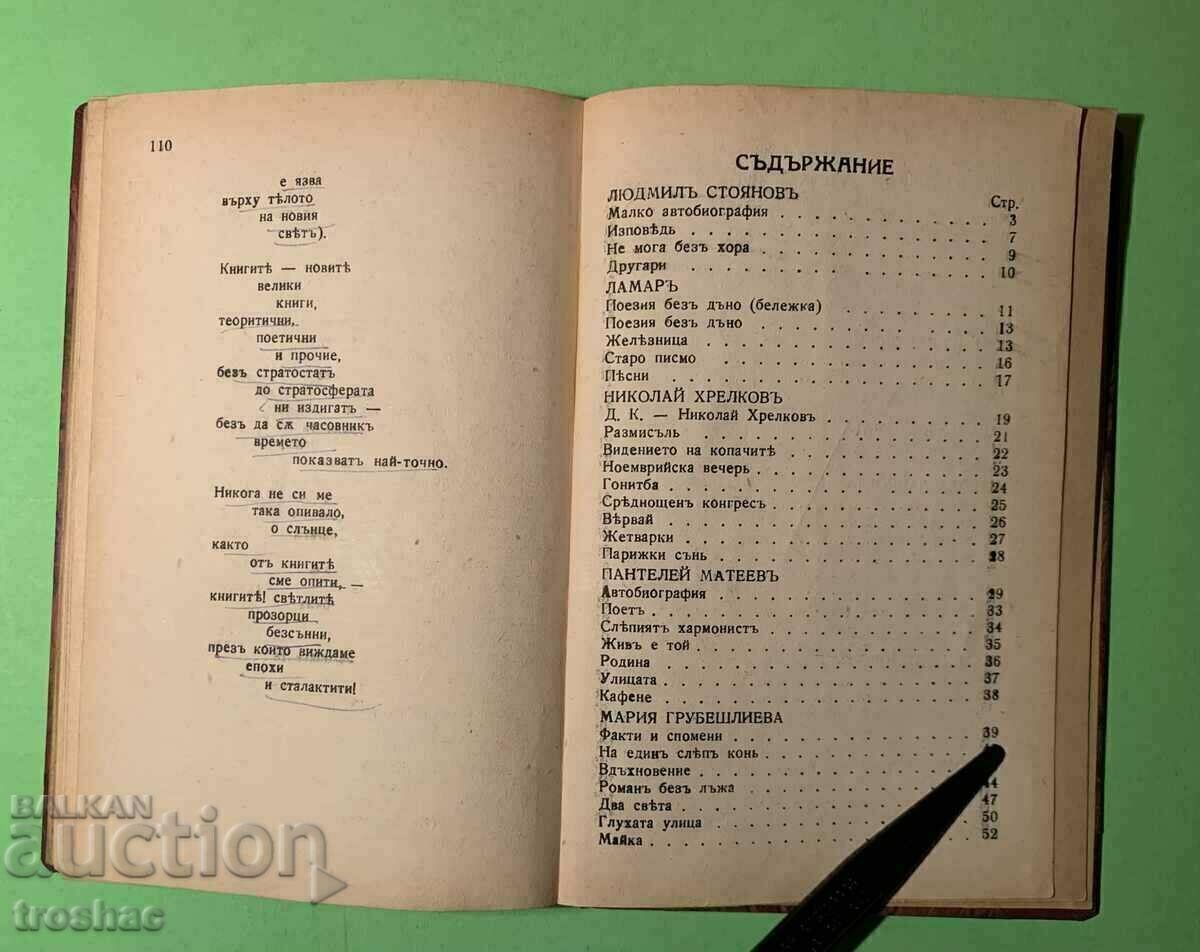 110
е язва
върху тѣлото
на новия
свѣтъ).
Книгитѣ — новитѣ
велики
книги,
теоритични,
поетични
и прочие,
безъ стратостатъ
до стратосферата
ни издигатъ —
безъ да сѫ часовникъ
времето
показватъ най-точно.
Никога не си ме
така опивало,
о слънце,
както
отъ книгитѣ
сме опити, —
книгитѣ! свѣтлитѣ
прозорци
безсънни,
презъ които виждаме
епохи
и сталактити!
СЪДЪРЖАНИЕ
Стр.
ЛЮДМИЛЪ СТОЯНОВЪ
Малко автобиография . . . . . . . . . . 3
Изповѣдь . . . . . . . . . . 7
Не мога безъ хора . . . . . . . . . . 9
Другари . . . . . . . . . . 10
ЛАМАРЪ
Поезия безъ дъно (бележка) . . . . . . . . 11
Поезия безъ дъно . . . . . . . . . . 13
Желѣзница . . . . . . . . . . 13
Старо писмо . . . . . . . . . . 16
Пѣсни . . . . . . . . . . 17
НИКОЛАЙ ХРЕЛКОВЪ
Д. К. — Николай Хрелковъ . . . . . . . . 19
Размисъль . . . . . . . . . . 21
Видението на копачитѣ . . . . . . . . . . 22
Ноемврийска вечерь . . . . . . . . . . 23
Гонитба . . . . . . . . . . 24
Срѣднощенъ конгресъ . . . . . . . . . . 25
Вѣрвай . . . . . . . . . . 26
Жетварки . . . . . . . . . . 27
Парижки сънь . . . . . . . . . . 28
ПАНТЕЛЕЙ МАТЕЕВЪ
Автобиография . . . . . . . . . . 29
Поетъ . . . . . . . . . . 33
Слѣпиятъ хармонистъ . . . . . . . . . . 34
Живъ е той . . . . . . . . . . 35
Родина . . . . . . . . . . 36
Улицата . . . . . . . . . . 37
Кафене . . . . . . . . . . 38
МАРИЯ ГРУБЕШЛИЕВА
Факти и спомени . . . . . . . . . . 39
На единъ слѣпъ конь . . . . . . . . . .
Вдъхновение . . . . . . . . . .
Романъ безъ лъжа . . . . . . . . . . 44
Два свѣта . . . . . . . . . . 47
Глухата улица . . . . . . . . . . 50
Майка . . . . . . . . . . 52
BALKAN
auction
troshac